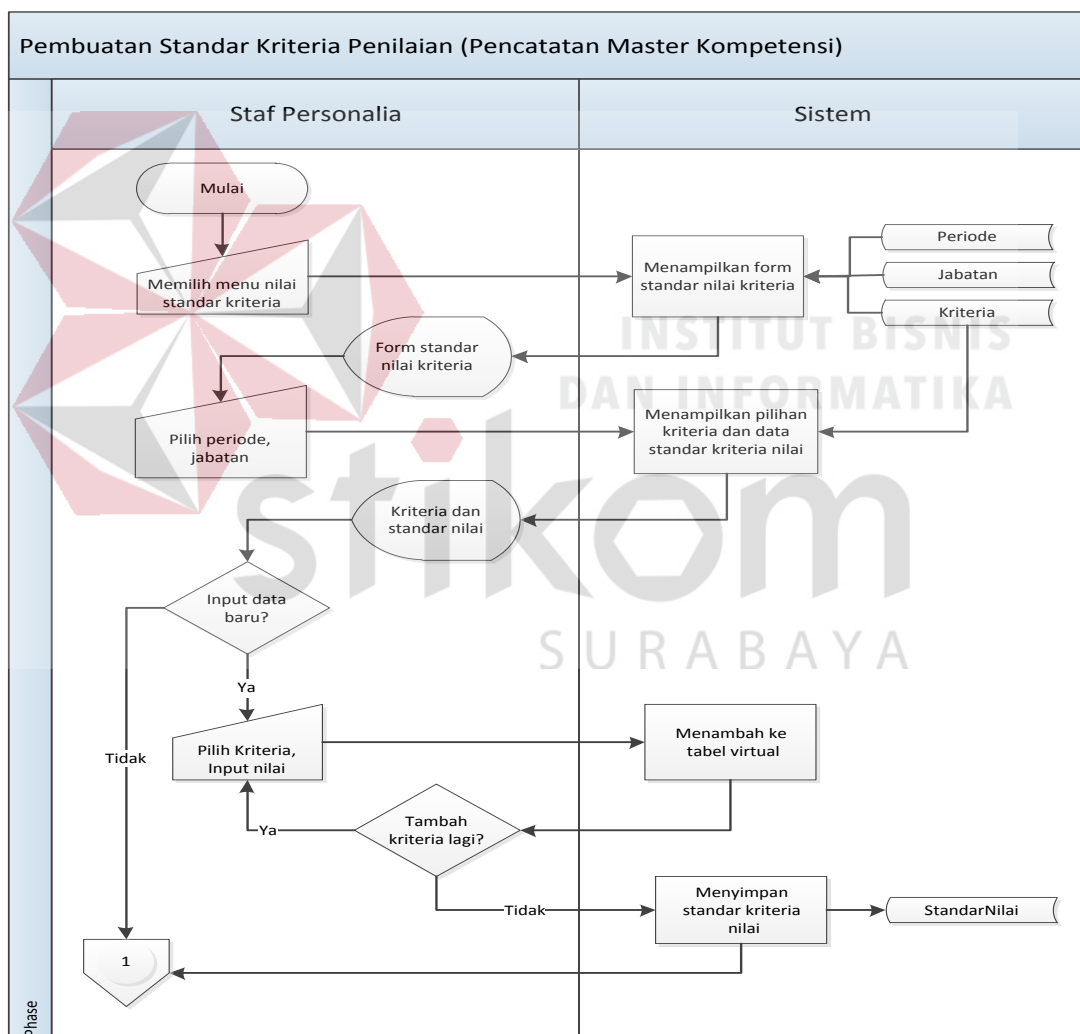 Pembuatan Standar Kriteria Penilaian (Pencatatan Master Kompetensi)
Staf Personalia
Sistem
Mulai
Memilih menu nilai
standar kriteria
Menampilkan form
standar nilai kriteria
Periode
Jabatan
Kriteria
INSTITUT BISNIS
DAN INFORMATIKA
Form standar
nilai kriteria
Pilih periode,
jabatan
Menampilkan pilihan
kriteria dan data
standar kriteria nilai
stikom
SURABAYA
Kriteria dan
standar nilai
Input data
baru?
Ya
Tidak
Pilih Kriteria,
Input nilai
Menambah ke
tabel virtual
Tambah
kriteria lagi?
Ya
Tidak
Menyimpan
standar kriteria
nilai
StandarNilai
1
Phase